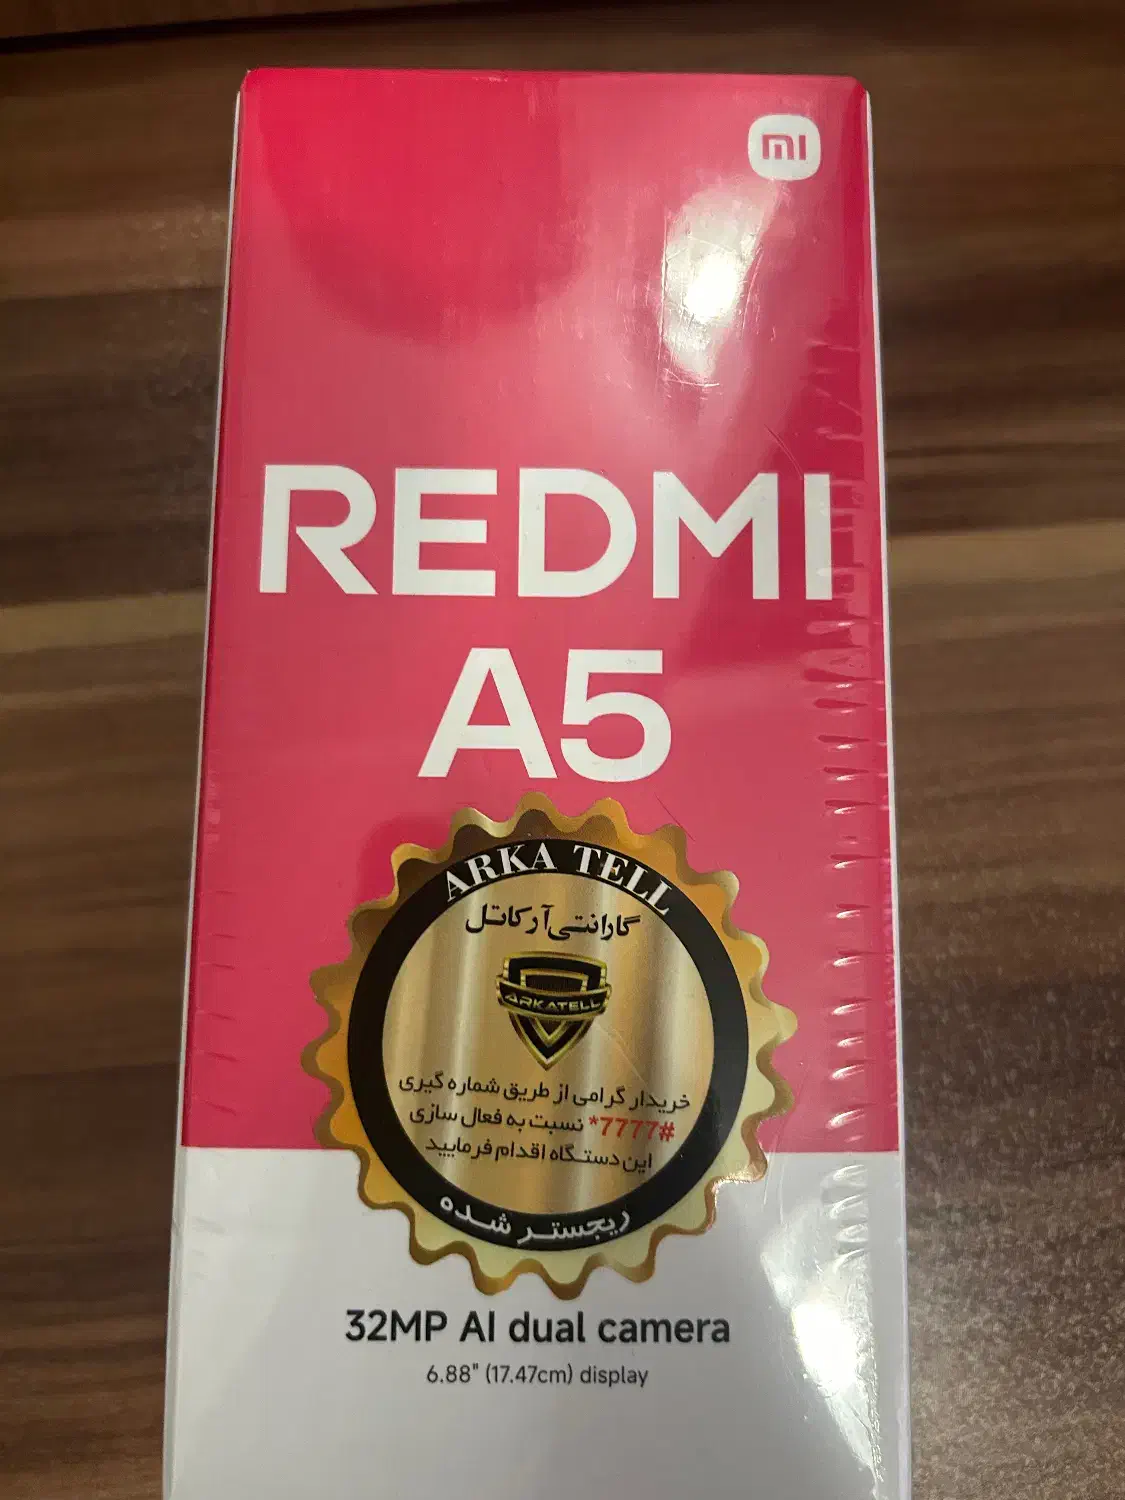 mi
REDMI
A5
ARKA TELL
گارانتی آرکاتل
ARKATELL
خریدار گرامی از طریق شماره گیری
*7777# نسبت به فعال سازی
این دستگاه اقدام فرمایید
ریجستر شده
32MP AI dual camera
6.88" (17.47cm) display